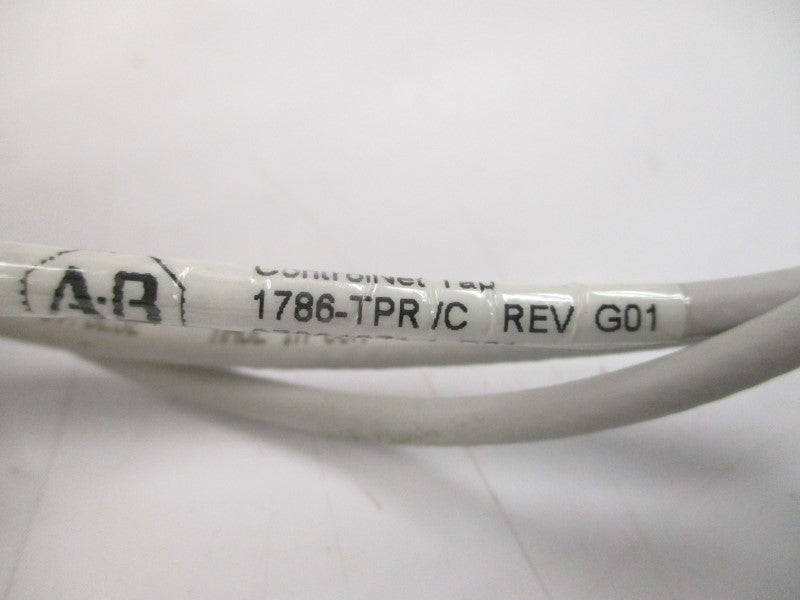 A·B
ControlNet Tap
1786-TPR /C REV G01